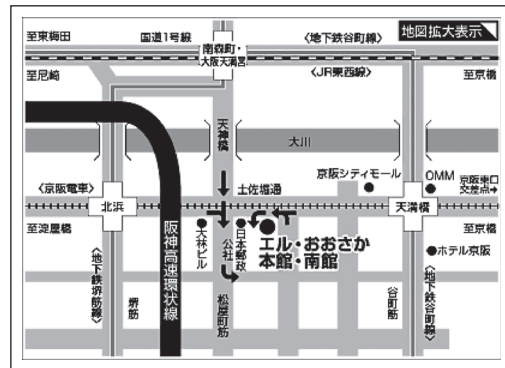 地図拡大表示
至東梅田
国道1号線
南森町・
大阪天満宮
〈地下鉄谷町線〉
至尼崎
〈JR東西線〉
至京橋
天神橋
大川
京阪シティモール
OMM
京阪東口
交差点→
〈京阪電車〉
北浜
土佐堀通
天満橋
至淀屋橋
至京橋
阪神高速環状線
大林ビル
公社
日本郵政
エル・おおさか
本館・南館
ホテル京阪
〈地下鉄堺筋線〉
堺筋
松屋町筋
谷町筋
〈地下鉄谷町線〉